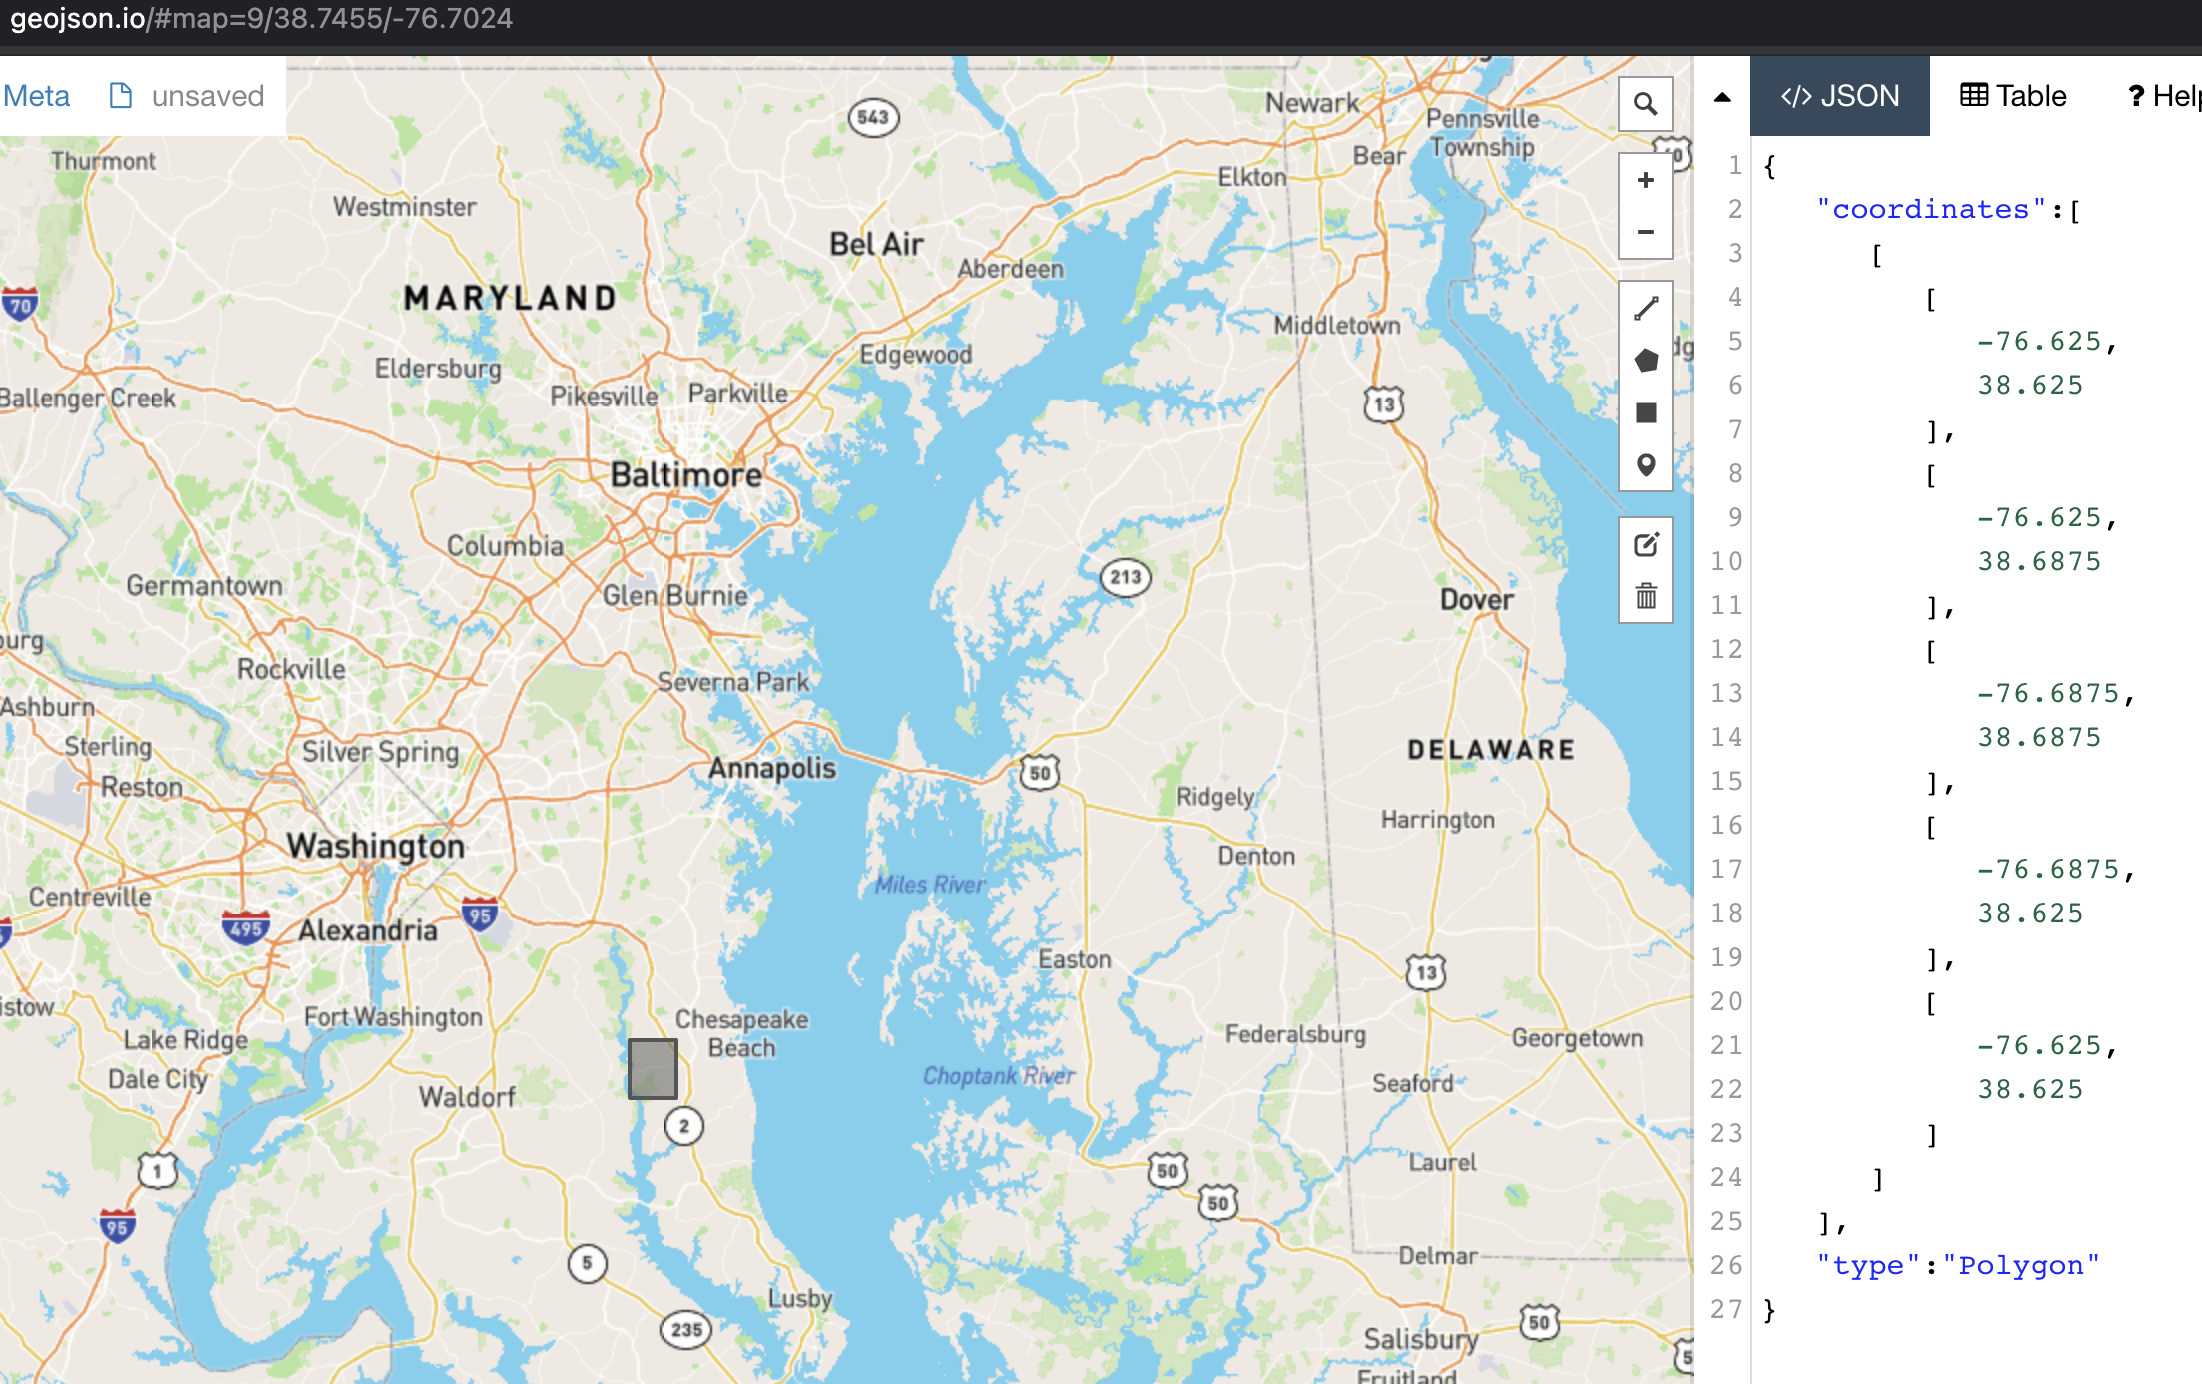 geojson.io/#map=9/38.7455/-76.7024
Meta unsaved
</> JSON Table ? Help
Thurmont
543
Newark
Pennsville
Township
Bear
Elkton
Westminster
Bel Air
Aberdeen
MARYLAND
70
Middletown
Edgewood
Eldersburg
Pikesville Parkville
Ballenger Creek
13
Baltimore
Columbia
213
Germantown
Glen Burnie
Dover
burg
Rockville
Severna Park
Ashburn
Sterling
Silver Spring
DELAWARE
Annapolis
50
Reston
Ridgely
Harrington
Washington
Denton
Miles River
Centreville
95
495
Alexandria
Easton
13
istow
Fort Washington
Chesapeake
Beach
Lake Ridge
Federalsburg
Georgetown
Dale City
Choptank River
Seaford
Waldorf
2
1
50
Laurel
50
95
5
Delmar
Lusby
235
50
Salisbury
5
Fruitland
1 {
2 "coordinates":[
3 [
4 [
5 -76.625,
6 38.625
7 ],
8 [
9 -76.625,
10 38.6875
11 ],
12 [
13 -76.6875,
14 38.6875
15 ],
16 [
17 -76.6875,
18 38.625
19 ],
20 [
21 -76.625,
22 38.625
23 ]
24 ]
25 ],
26 "type":"Polygon"
27 }